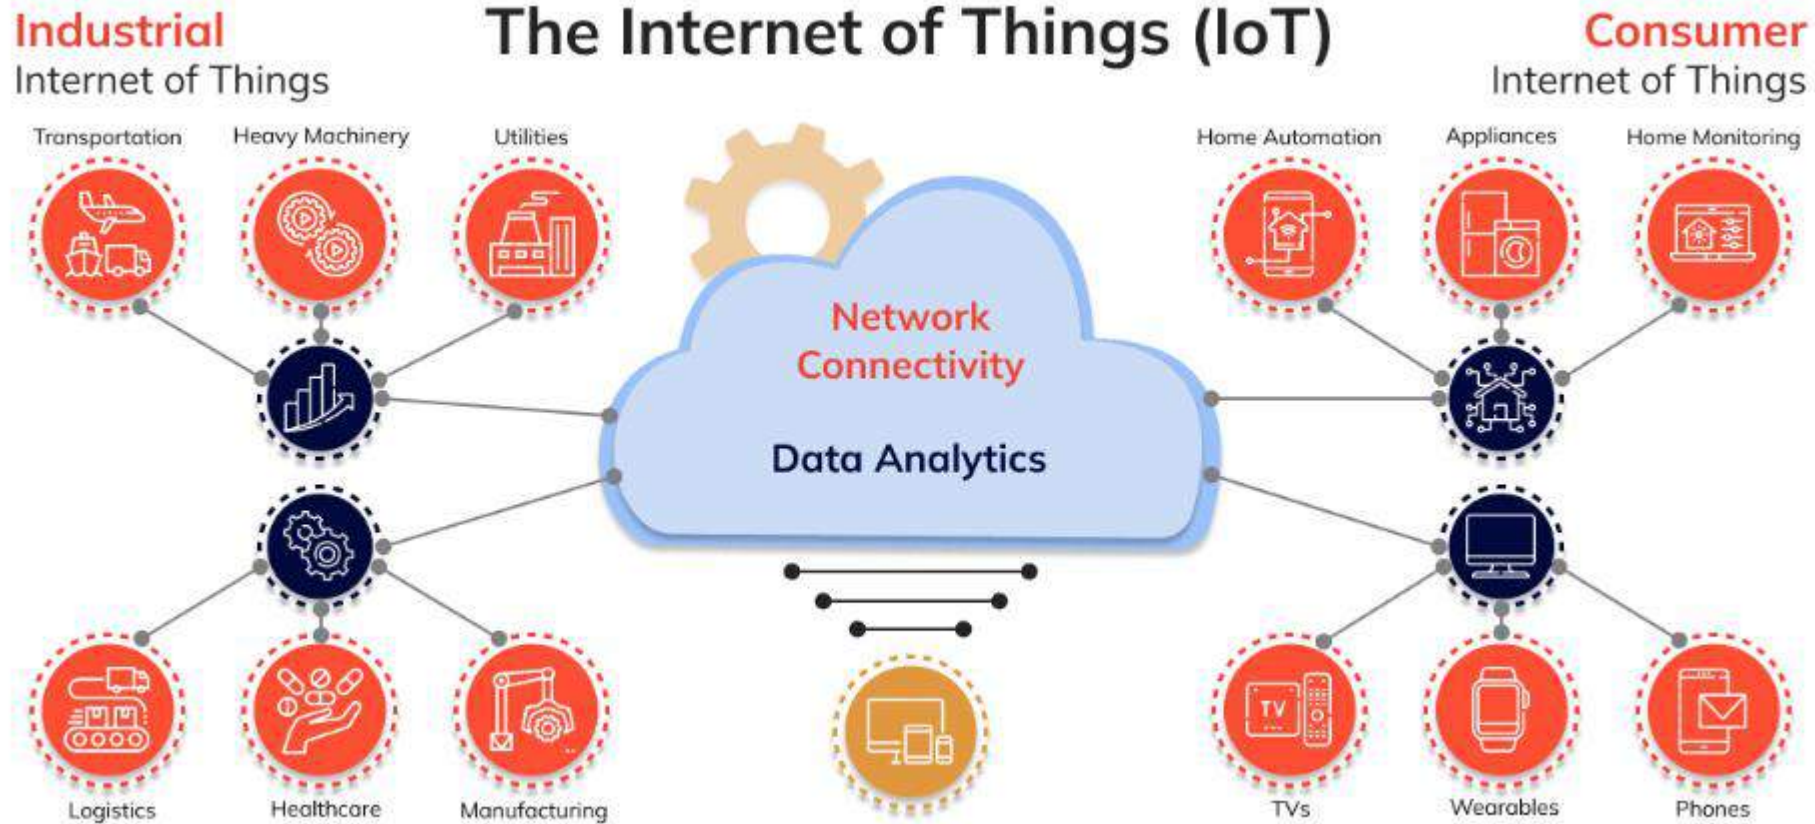 The Internet of Things (IoT)
Industrial
Internet of Things
Consumer
Internet of Things
Transportation
Heavy Machinery
Utilities
Home Automation
Appliances
Home Monitoring
Network
Connectivity
Data Analytics
TV
Logistics
Healthcare
Manufacturing
TVs
Wearables
Phones